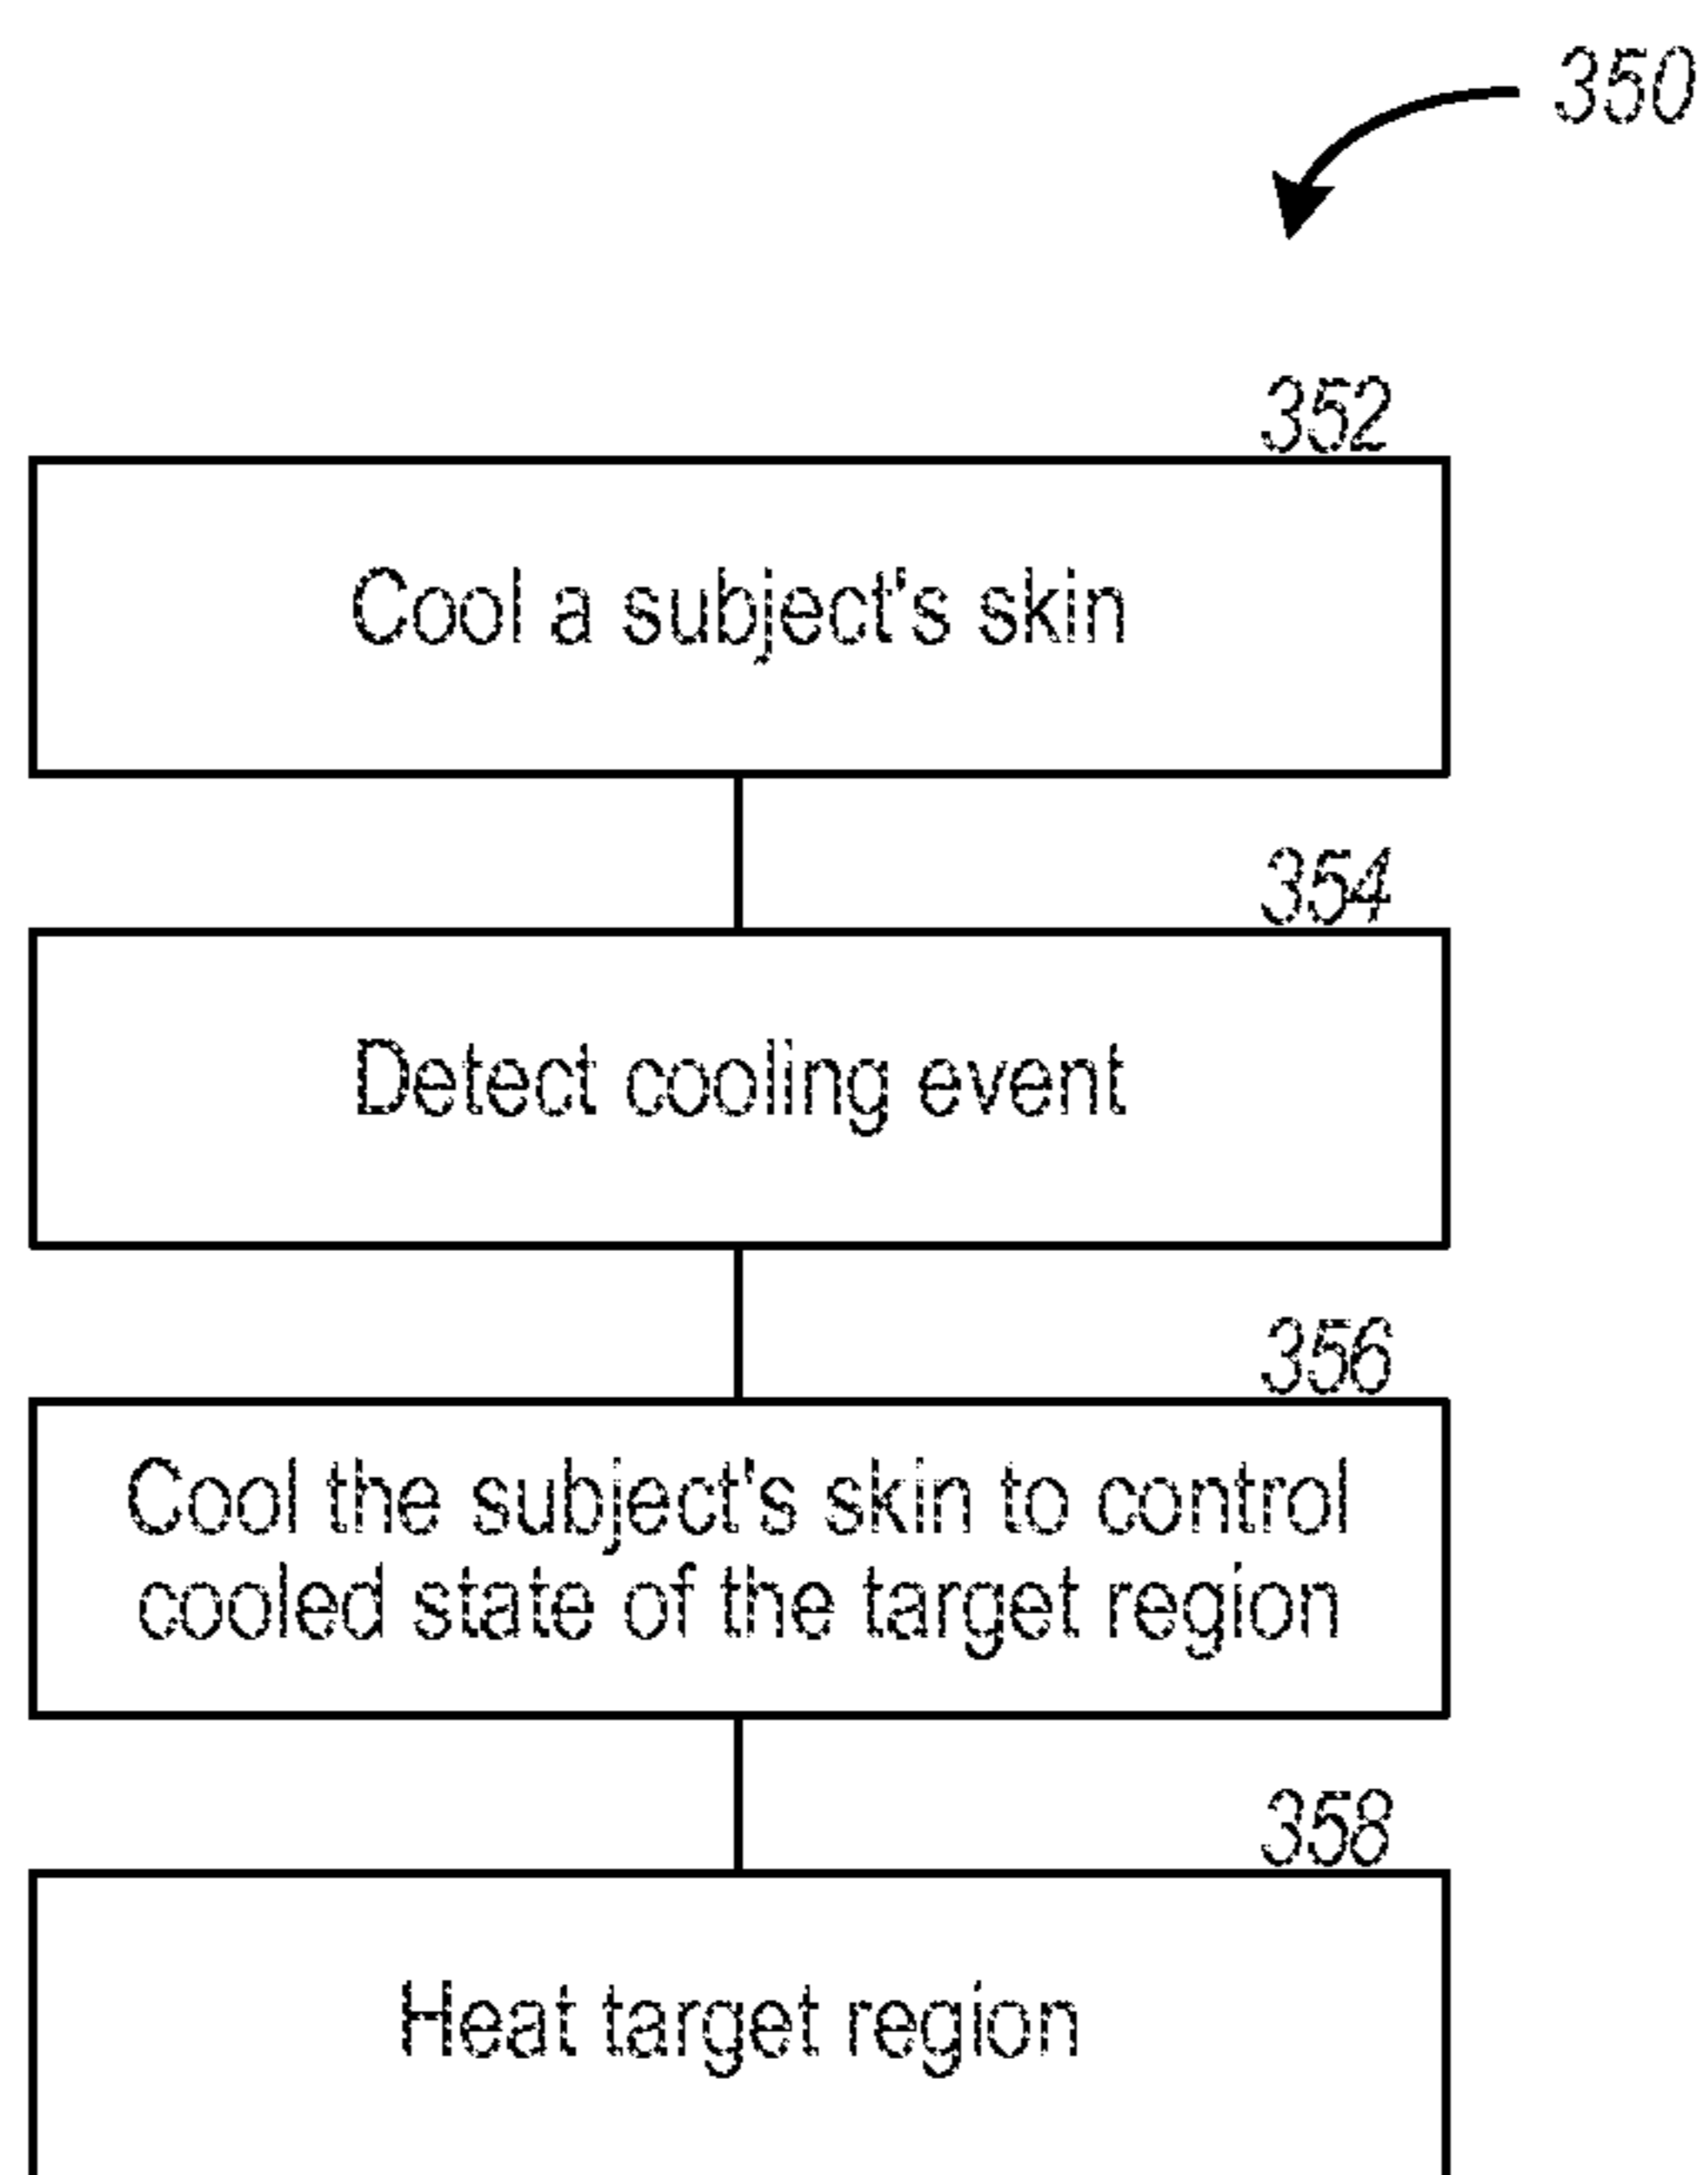 350
352
Cool a subject's skin
354
Detect cooling event
356
Cool the subject's skin to control
cooled state of the target region
358
Heat target region